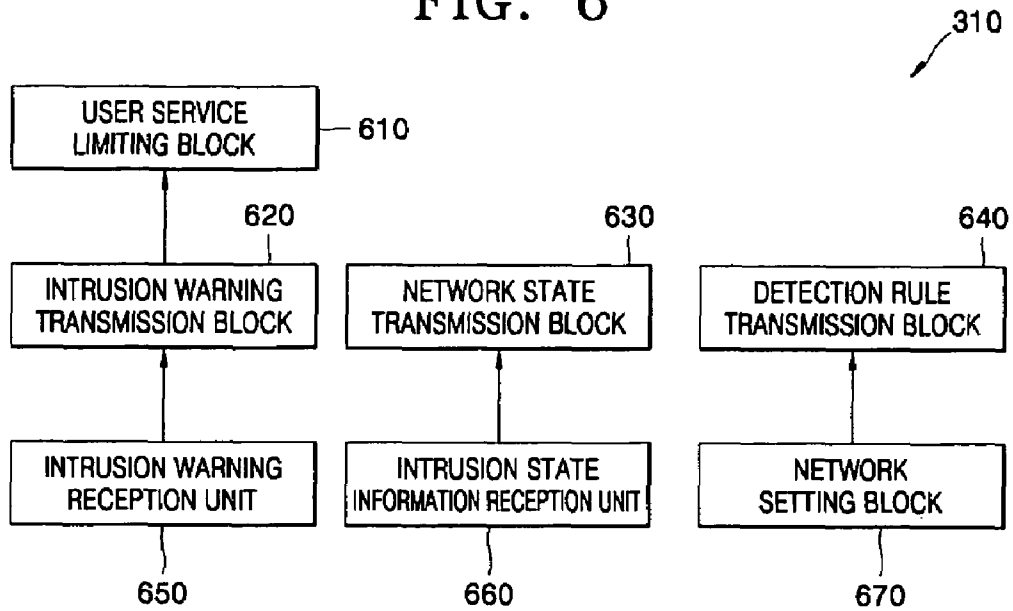 FIG. 6
310
USER SERVICE
LIMITING BLOCK
610
620
630
640
INTRUSION WARNING
TRANSMISSION BLOCK
NETWORK STATE
TRANSMISSION BLOCK
DETECTION RULE
TRANSMISSION BLOCK
INTRUSION WARNING
RECEPTION UNIT
INTRUSION STATE
INFORMATION RECEPTION UNIT
NETWORK
SETTING BLOCK
650
660
670